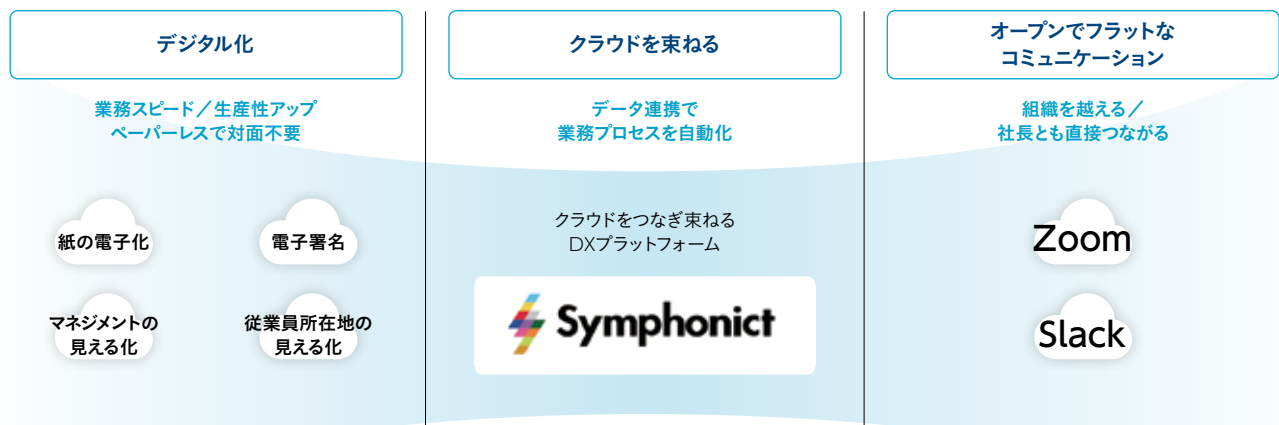 デジタル化
業務スピード／生産性アップ
ペーパーレスで対面不要
紙の電子化
電子署名
マネジメントの
見える化
従業員所在地の
見える化
クラウドを束ねる
データ連携で
業務プロセスを自動化
クラウドをつなぎ束ねる
DXプラットフォーム
Symphonict
オープンでフラットな
コミュニケーション
組織を越える／
社長とも直接つながる
Zoom
Slack